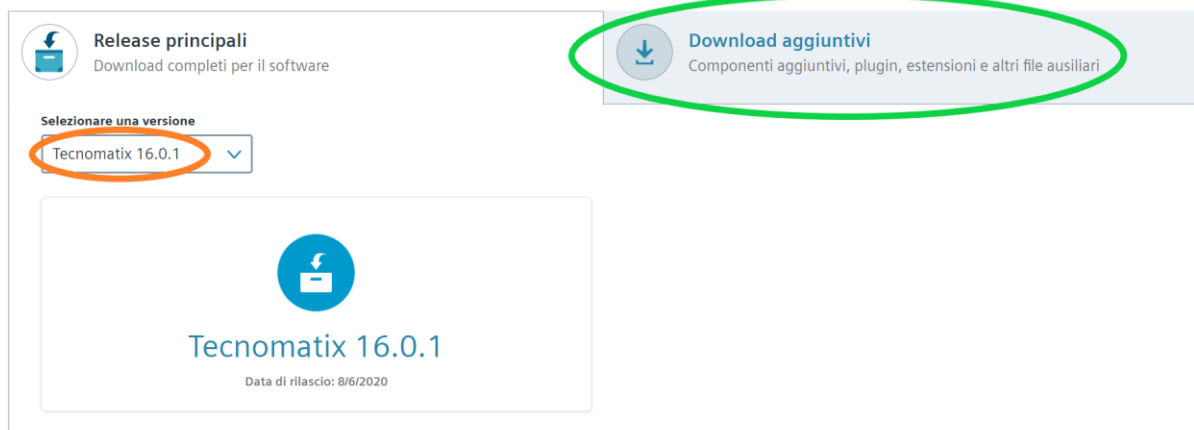 Release principali
Download completi per il software
Download aggiuntivi
Componenti aggiuntivi, plugin, estensioni e altri file ausiliari
Selezionare una versione
Tecnomatix 16.0.1
Tecnomatix 16.0.1
Data di rilascio: 8/6/2020